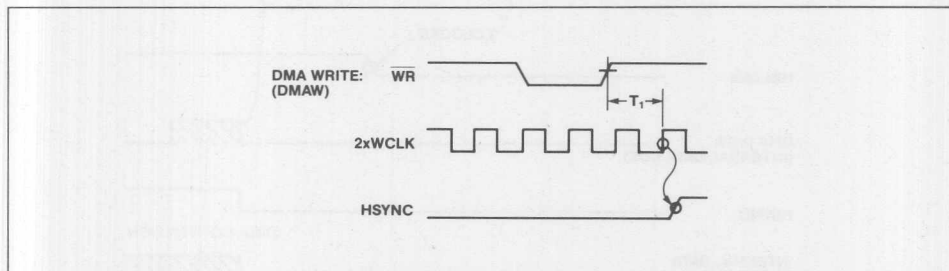 DMA WRITE: WR
(DMAW)
T1
2xWCLK
HSYNC